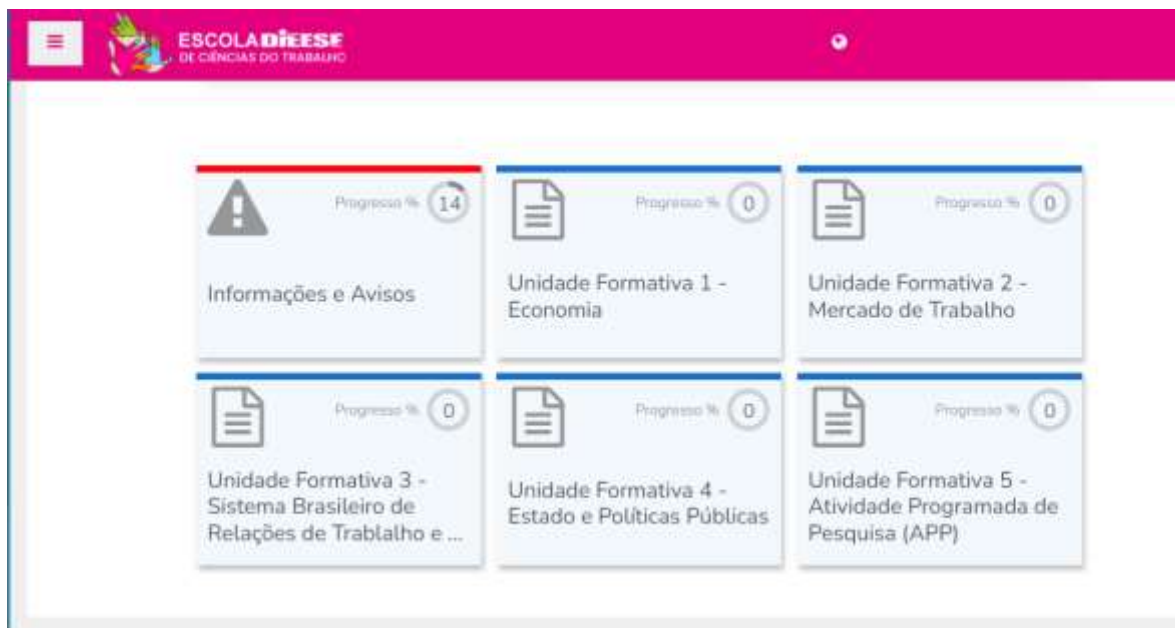 ESCOLA DIEESE
DE CIÊNCIAS DO TRABALHO
Progresso % 14
Informações e Avisos
Progresso % 0
Unidade Formativa 1 -
Economia
Progresso % 0
Unidade Formativa 2 -
Mercado de Trabalho
Progresso % 0
Unidade Formativa 3 -
Sistema Brasileiro de
Relações de Trablalho e ...
Progresso % 0
Unidade Formativa 4 -
Estado e Políticas Públicas
Progresso % 0
Unidade Formativa 5 -
Atividade Programada de
Pesquisa (APP)